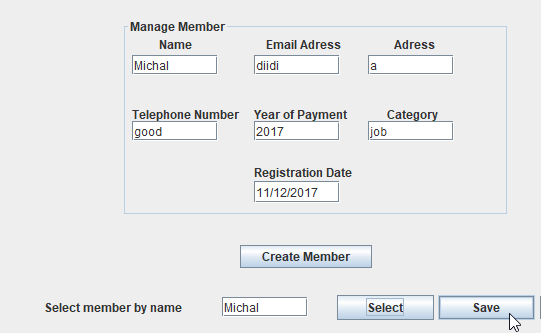 Manage Member
Name Email Adress Adress
Michal diidi a
Telephone Number Year of Payment Category
good 2017 job
Registration Date
11/12/2017
Create Member
Select member by name Michal Select Save